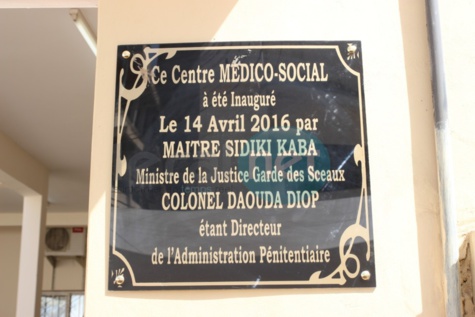 Ce Centre MÉDICO-SOCIAL
à été Inauguré
Le 14 Avril 2016 par
MAITRE SIDIKI KABA
Ministre de la Justice Garde des Sceaux
COLONEL DAOUDA DIOP
étant Directeur
de l'Administration Pénitentiaire